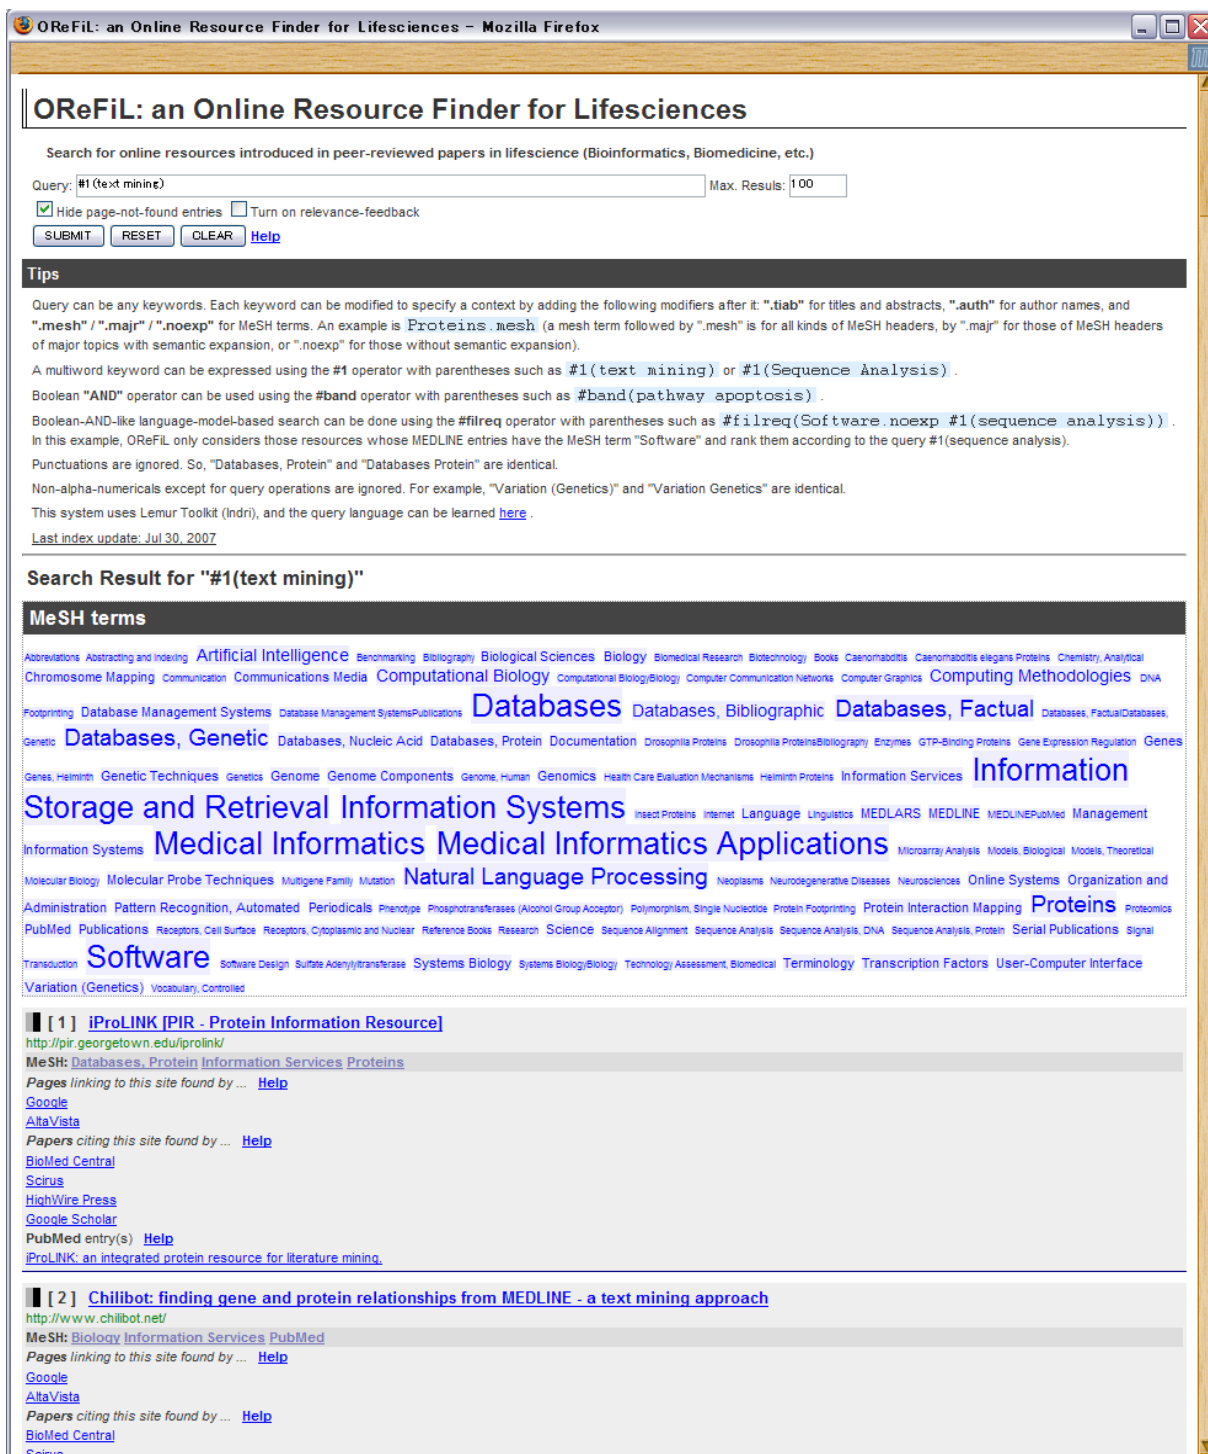 OReFiL: an Online Resource Finder for Lifesciences - Mozilla Firefox
OReFiL: an Online Resource Finder for Lifesciences
Search for online resources introduced in peer-reviewed papers in lifescience (Bioinformatics, Biomedicine, etc.)
Query: #1(text mining) Max. Resuls: 100
Hide page-not-found entries Turn on relevance-feedback
SUBMIT RESET CLEAR Help
Tips
Query can be any keywords. Each keyword can be modified to specify a context by adding the following modifiers after it: ".tiab" for titles and abstracts, ".auth" for author names, and
".mesh" / ".majr" / ".noexp" for MeSH terms. An example is Proteins.mesh (a mesh term followed by ".mesh" is for all kinds of MeSH headers, by ".majr" for those of MeSH headers
of major topics with semantic expansion, or ".noexp" for those without semantic expansion).
A multiword keyword can be expressed using the #1 operator with parentheses such as #1(text mining) or #1(Sequence Analysis) .
Boolean "AND" operator can be used using the #band operator with parentheses such as #band(pathway apoptosis) .
Boolean-AND-like language-model-based search can be done using the #filreq operator with parentheses such as #filreq(Software.noexp #1(sequence analysis)) .
In this example, OReFiL only considers those resources whose MEDLINE entries have the MeSH term "Software" and rank them according to the query #1(sequence analysis).
Punctuations are ignored. So, "Databases, Protein" and "Databases Protein" are identical.
Non-alpha-numericals except for query operations are ignored. For example, "Variation (Genetics)" and "Variation Genetics" are identical.
This system uses Lemur Toolkit (Indri), and the query language can be learned here .
Last index update: Jul 30, 2007
Search Result for "#1(text mining)"
MeSH terms
Abbreviations Abstracting and Indexing Artificial Intelligence Benchmarking Bibliography Biological Sciences Biology Biomedical Research Biotechnology Books Caenorhabditis Caenorhabditis elegans Proteins Chemistry, Analytical
Chromosome Mapping Communication Communications Media Computational Biology Computational BiologyBiology Computer Communication Networks Computer Graphics Computing Methodologies DNA
Footprinting Database Management Systems Database Management SystemsPublications Databases Databases, Bibliographic Databases, Factual Databases, FactualDatabases,
Genetic Databases, Genetic Databases, Nucleic Acid Databases, Protein Documentation Drosophila Proteins Drosophila ProteinsBibliography Enzymes GTP-Binding Proteins Gene Expression Regulation Genes
Genes, Helminth Genetic Techniques Genetics Genome Genome Components Genome, Human Genomics Health Care Evaluation Mechanisms Helminth Proteins Information Services Information
Storage and Retrieval Information Systems Insect Proteins Internet Language Linguistics MEDLARS MEDLINE MEDLINEPubMed Management
Information Systems Medical Informatics Medical Informatics Applications Microarray Analysis Models, Biological Models, Theoretical
Molecular Biology Molecular Probe Techniques Multigene Family Mutation Natural Language Processing Neoplasms Neurodegenerative Diseases Neurosciences Online Systems Organization and
Administration Pattern Recognition, Automated Periodicals Phenotype Phosphotransferases (Alcohol Group Acceptor) Polymorphism, Single Nucleotide Protein Footprinting Protein Interaction Mapping Proteins Proteomics
PubMed Publications Receptors, Cell Surface Receptors, Cytoplasmic and Nuclear Reference Books Research Science Sequence Alignment Sequence Analysis Sequence Analysis, DNA Sequence Analysis, Protein Serial Publications Signal
Transduction Software Software Design Sulfate Adenylyltransferase Systems Biology Systems BiologyBiology Technology Assessment, Biomedical Terminology Transcription Factors User-Computer Interface
Variation (Genetics) Vocabulary, Controlled
[ 1 ] iProLINK [PIR - Protein Information Resource]
http://pir.georgetown.edu/iprolink/
MeSH: Databases, Protein Information Services Proteins
Pages linking to this site found by ... Help
Google
AltaVista
Papers citing this site found by ... Help
BioMed Central
Scirus
HighWire Press
Google Scholar
PubMed entry(s) Help
iProLINK: an integrated protein resource for literature mining.
[ 2 ] Chilibot: finding gene and protein relationships from MEDLINE - a text mining approach
http://www.chilibot.net/
MeSH: Biology Information Services PubMed
Pages linking to this site found by ... Help
Google
AltaVista
Papers citing this site found by ... Help
BioMed Central
Scirus